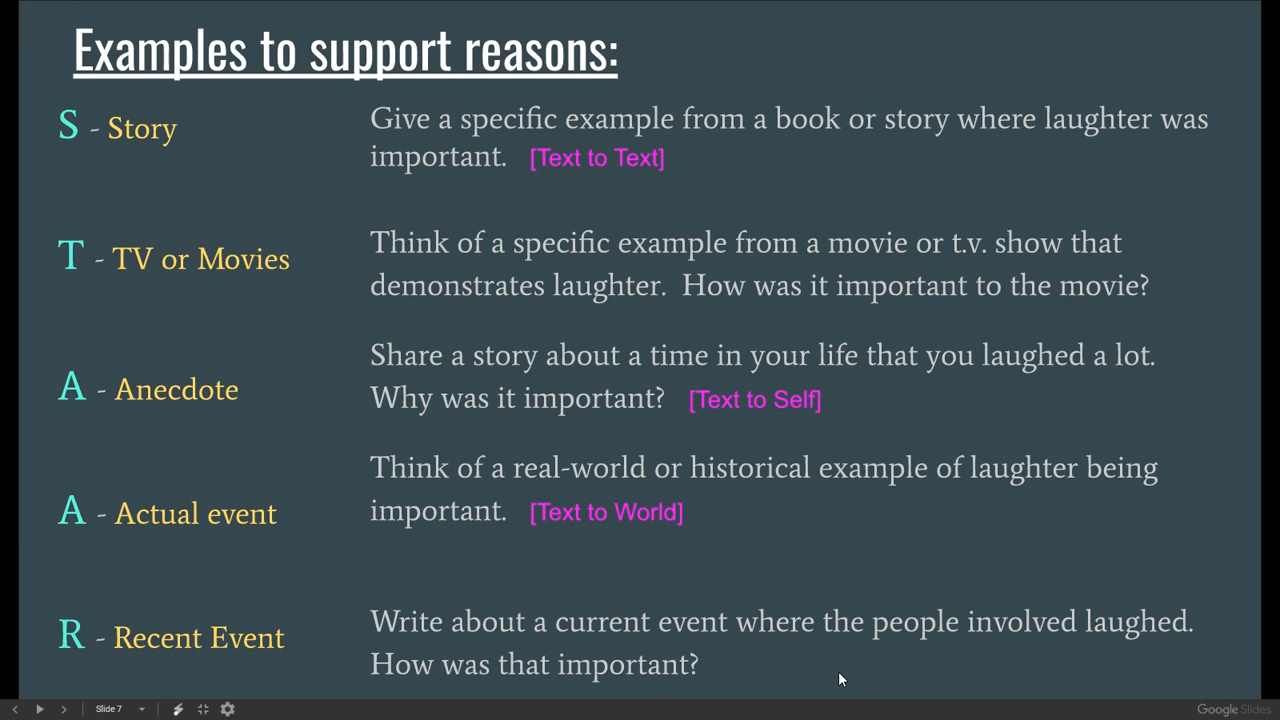 Examples to support reasons:
S - Story
Give a specific example from a book or story where laughter was
important. [Text to Text]
T - TV or Movies
Think of a specific example from a movie or t.v. show that
demonstrates laughter. How was it important to the movie?
A - Anecdote
Share a story about a time in your life that you laughed a lot.
Why was it important? [Text to Self]
A - Actual event
Think of a real-world or historical example of laughter being
important. [Text to World]
R - Recent Event
Write about a current event where the people involved laughed.
How was that important?
Slide 7
Google Slides